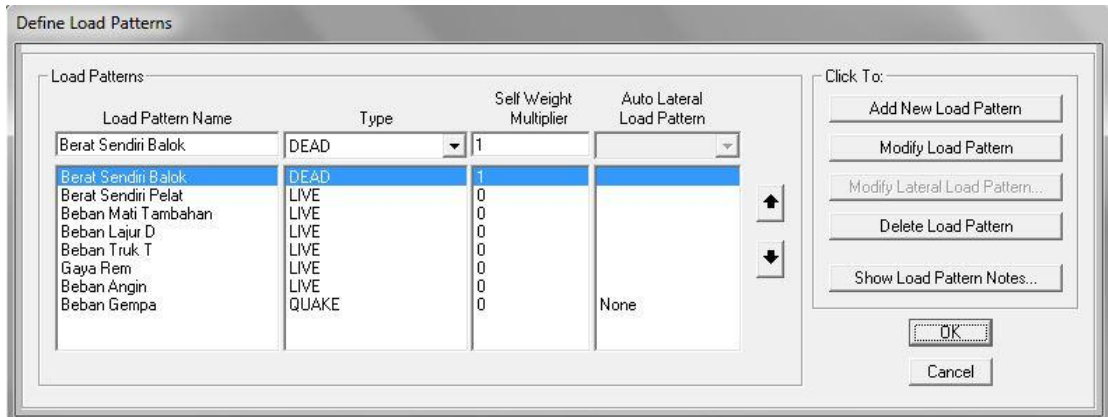 Define Load Patterns
Load Patterns
Load Pattern Name Type Self Weight Multiplier Auto Lateral Load Pattern
Berat Sendiri Balok DEAD 1
Berat Sendiri Balok DEAD 1
Berat Sendiri Pelat LIVE 0
Beban Mati Tambahan LIVE 0
Beban Lajur D LIVE 0
Beban Truk T LIVE 0
Gaya Rem LIVE 0
Beban Angin LIVE 0
Beban Gempa QUAKE 0 None
Click To:
Add New Load Pattern
Modify Load Pattern
Modify Lateral Load Pattern...
Delete Load Pattern
Show Load Pattern Notes...
OK
Cancel